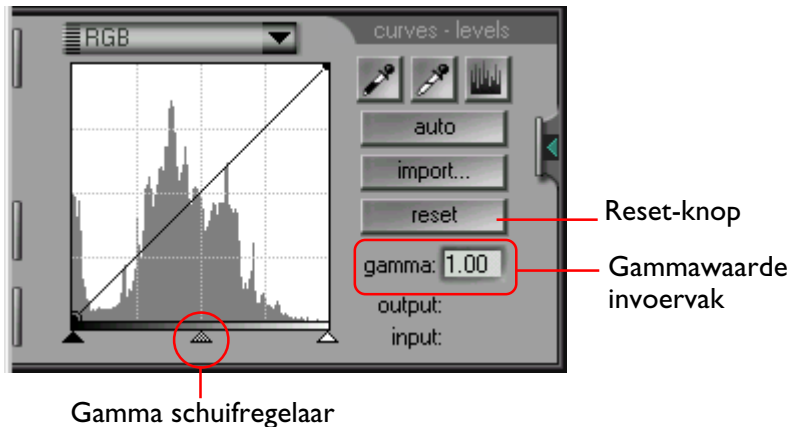 RGB
curves - levels
auto
import...
reset
gamma: 1.00
output:
input:
Reset-knop
Gammawaarde
invoervak
Gamma schuifregelaar